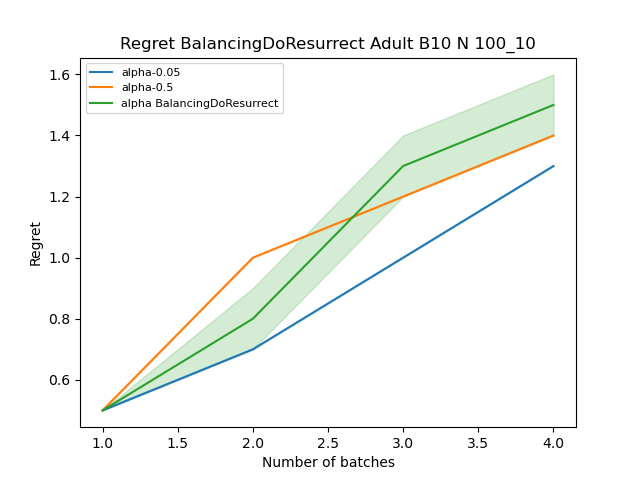 Regret BalancingDoResurrect Adult B10 N 100_10
alpha-0.05
alpha-0.5
alpha BalancingDoResurrect
1.6
1.4
1.2
1.0
0.8
0.6
Regret
1.0 1.5 2.0 2.5 3.0 3.5 4.0
Number of batches